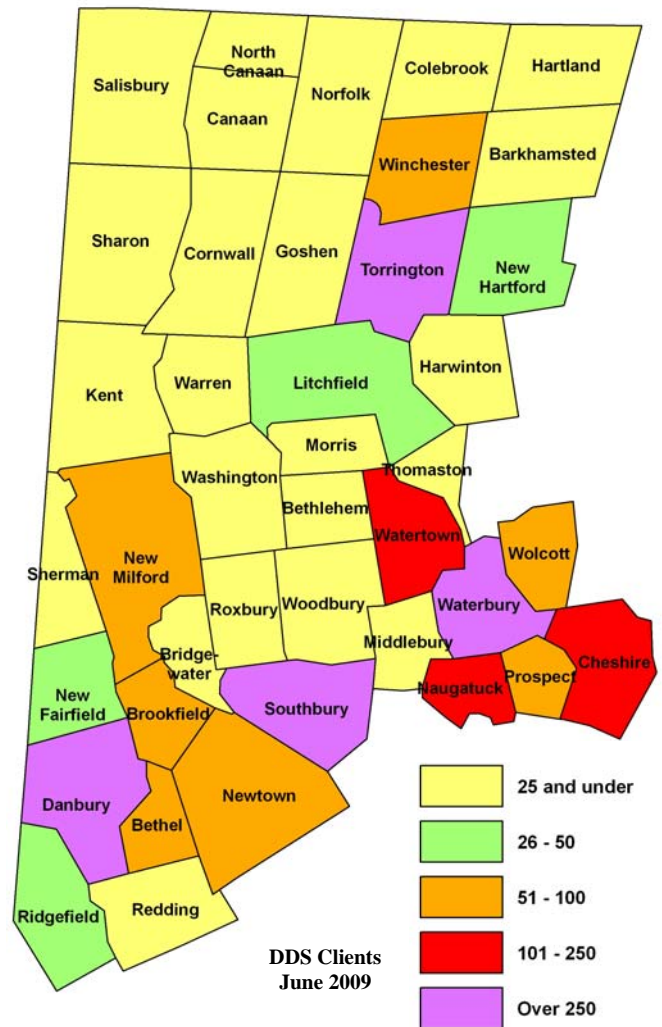 North
Canaan
Colebrook
Hartland
Salisbury
Norfolk
Canaan
Winchester
Barkhamsted
Sharon
Cornwall
Goshen
Torrington
New
Hartford
Kent
Warren
Litchfield
Harwinton
Morris
Washington
Thomaston
Bethlehem
Watertown
Wolcott
New
Milford
Sherman
Roxbury
Woodbury
Waterbury
Middlebury
Bridge-
water
Cheshire
Naugatuck
Prospect
New
Fairfield
Brookfield
Southbury
Danbury
Bethel
Newtown
Ridgefield
Redding
25 and under
26 - 50
51 - 100
101 - 250
Over 250
DDS Clients
June 2009